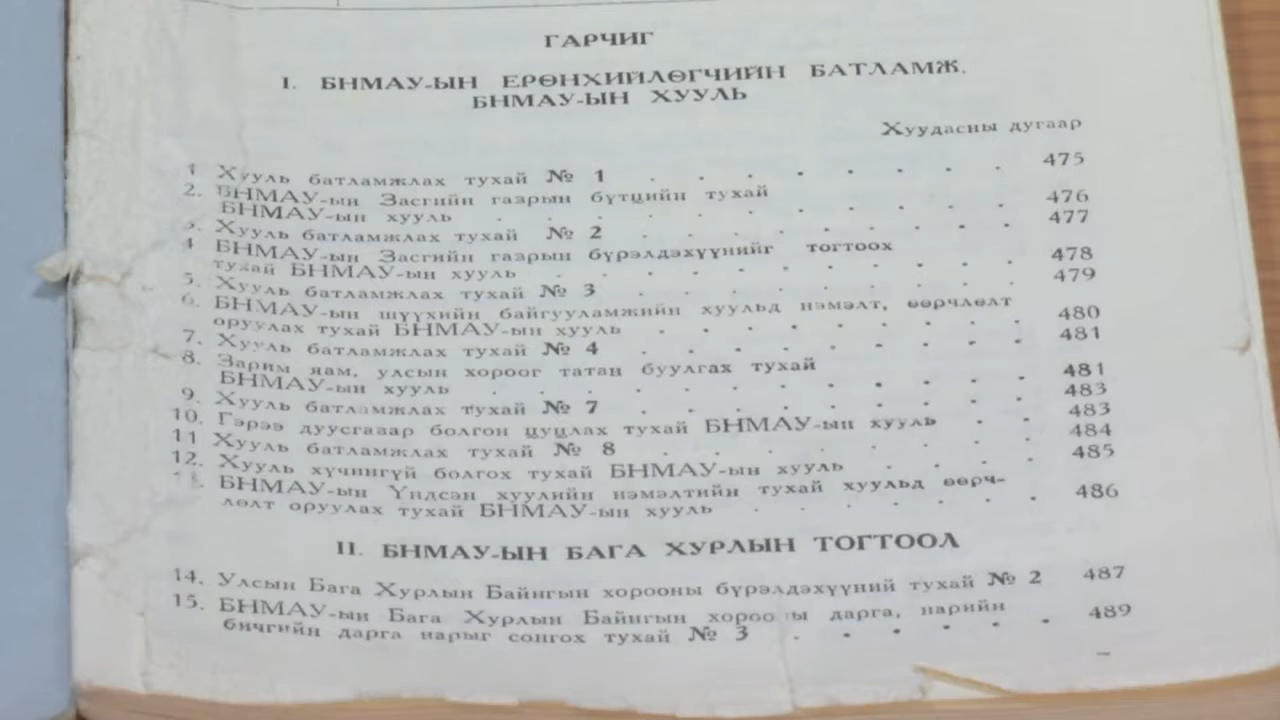 ГАРЧИГ
I. БНМАУ-ЫН ЕРӨНХИЙЛӨГЧИЙН БАТЛАМЖ,
БНМАУ-ЫН ХУУЛЬ
Хуудасны дугаар
1 Хууль батламжлах тухай № 1 . . . . . . . 475
2. БНМАУ-ын Засгийн газрын бүтцийн тухай
БНМАУ-ын хууль . . . . . . . . . . 476
3. Хууль батламжлах тухай № 2 . . . . . . . 477
4 БНМАУ-ын Засгийн газрын бүрэлдэхүүнийг тогтоох
тухай БНМАУ-ын хууль . . . . . . . . 478
5. Хууль батламжлах тухай № 3 . . . . . . . 479
6. БНМАУ-ын шүүхийн байгууламжийн хуульд нэмэлт, өөрчлөлт
оруулах тухай БНМАУ-ын хууль . . . . . . . 480
7. Хууль батламжлах тухай № 4 . . . . . . . 481
8. Зарим яам, улсын хороог татан буулгах тухай
БНМАУ-ын хууль . . . . . . . . . . 481
9. Хууль батламжлах тухай № 7 . . . . . . . 483
10. Гэрээ дуусгавар болгон цуцлах тухай БНМАУ-ын хууль . . 483
11 Хууль батламжлах тухай № 8 . . . . . . . 484
12. Хууль хүчингүй болгох тухай БНМАУ-ын хууль . . . . 485
БНМАУ-ын Үндсэн хуулийн нэмэлтийн тухай хуульд өөрч-
лөлт оруулах тухай БНМАУ-ын хууль . . . . . . 486
II. БНМАУ-ЫН БАГА ХУРЛЫН ТОГТООЛ
14. Улсын Бага Хурлын Байнгын хорооны бүрэлдэхүүний тухай № 2 487
15. БНМАУ-ын Бага Хурлын Байнгын хорооны дарга, нарийн
бичгийн дарга нарыг сонгох тухай № 3 . . . . . . 489